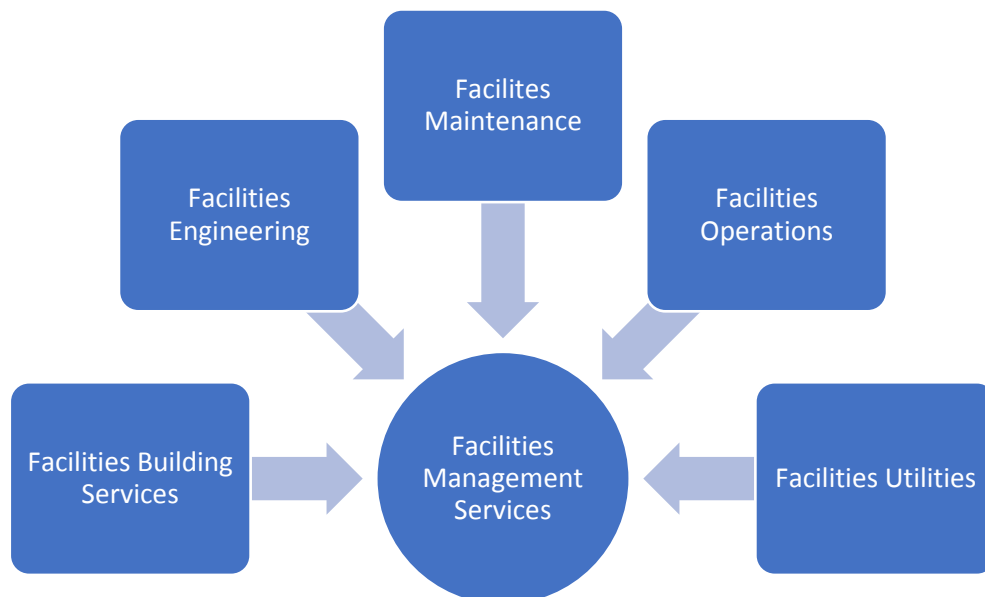 Facilites
Maintenance
Facilities
Engineering
Facilities
Operations
Facilities Building
Services
Facilities
Management
Services
Facilities Utilities